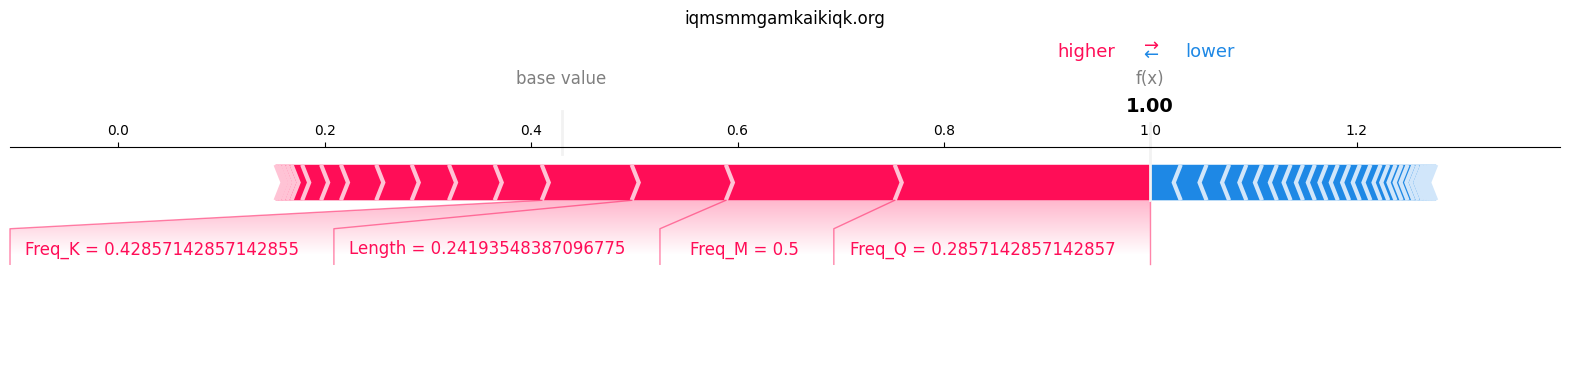 iqmsmmgamkaikiqk.org
higher → ← lower
base value f(x)
1.00
0.0 0.2 0.4 0.6 0.8 1 0 1.2
Freq_K = 0.42857142857142855 Length = 0.24193548387096775 Freq_M = 0.5 Freq_Q = 0.2857142857142857